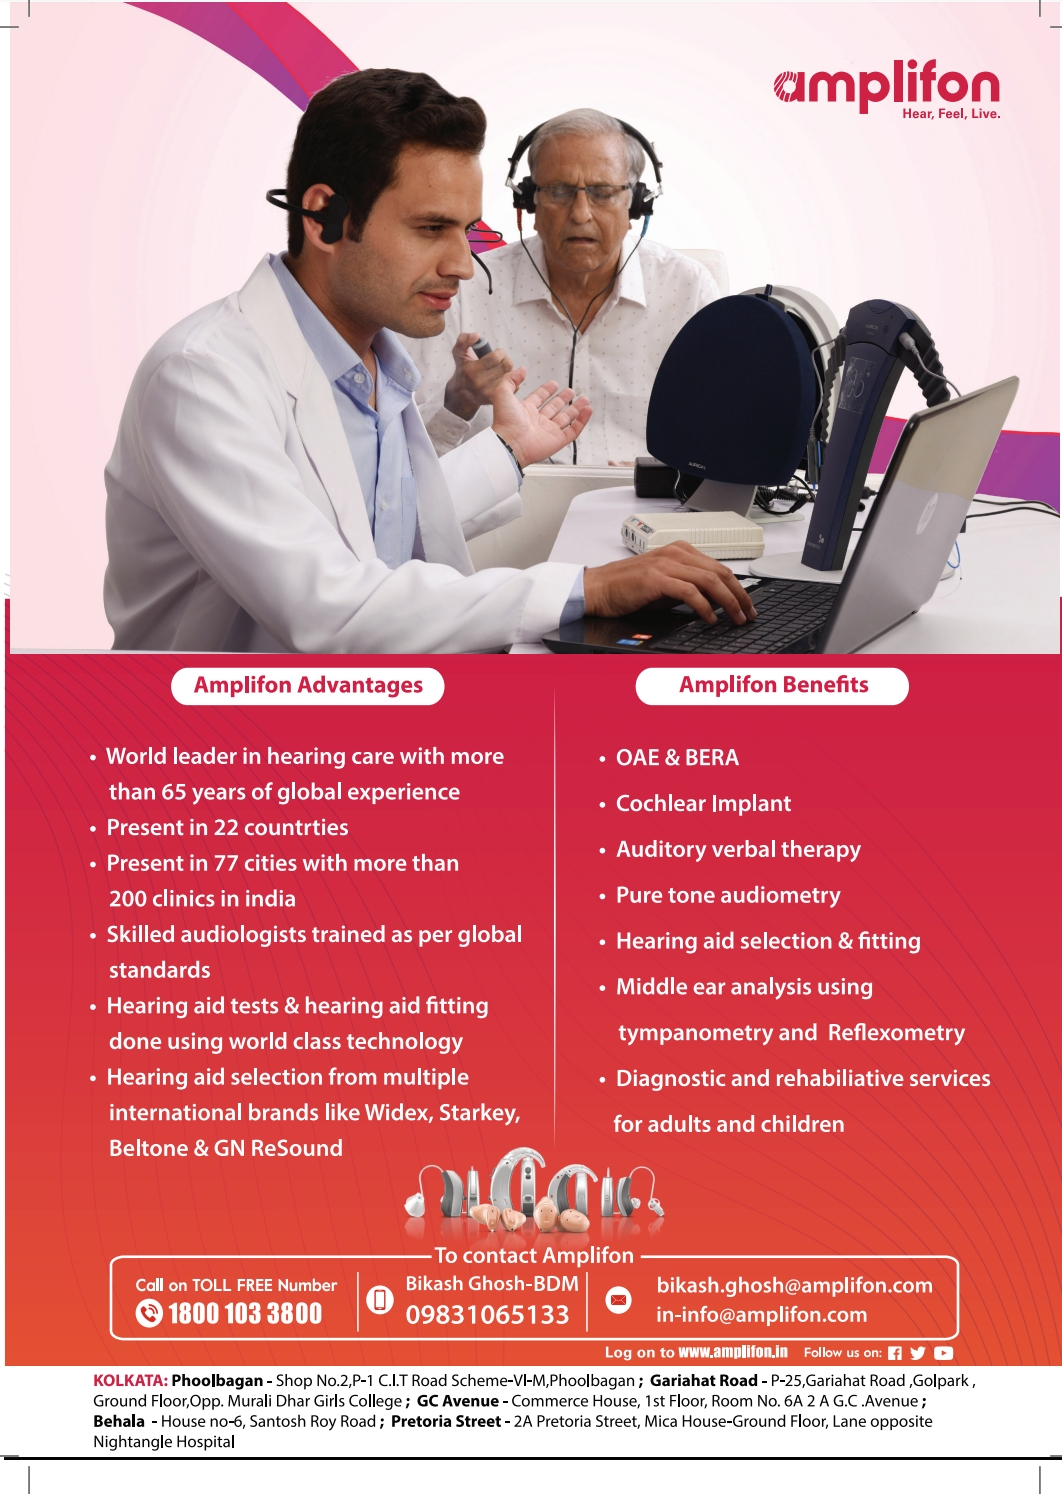 amplifon
Hear, Feel, Live.
Amplifon Advantages
• World leader in hearing care with more
than 65 years of global experience
• Present in 22 countrties
• Present in 77 cities with more than
200 clinics in india
• Skilled audiologists trained as per global
standards
• Hearing aid tests & hearing aid fitting
done using world class technology
• Hearing aid selection from multiple
international brands like Widex, Starkey,
Beltone & GN ReSound
Amplifon Benefits
• OAE & BERA
• Cochlear Implant
• Auditory verbal therapy
• Pure tone audiometry
• Hearing aid selection & fitting
• Middle ear analysis using
tympanometry and Reflexometry
• Diagnostic and rehabiliative services
for adults and children
To contact Amplifon
Call on TOLL FREE Number
1800 103 3800
Bikash Ghosh-BDM
09831065133
bikash.ghosh@amplifon.com
in-info@amplifon.com
Log on to www.amplifon.in Follow us on:
KOLKATA: Phoolbagan - Shop No.2,P-1 C.I.T Road Scheme-VI-M,Phoolbagan ; Gariahat Road - P-25,Gariahat Road ,Golpark ,
Ground Floor,Opp. Murali Dhar Girls College ; GC Avenue - Commerce House, 1st Floor, Room No. 6A 2 A G.C .Avenue ;
Behala - House no-6, Santosh Roy Road ; Pretoria Street - 2A Pretoria Street, Mica House-Ground Floor, Lane opposite
Nightangle Hospital